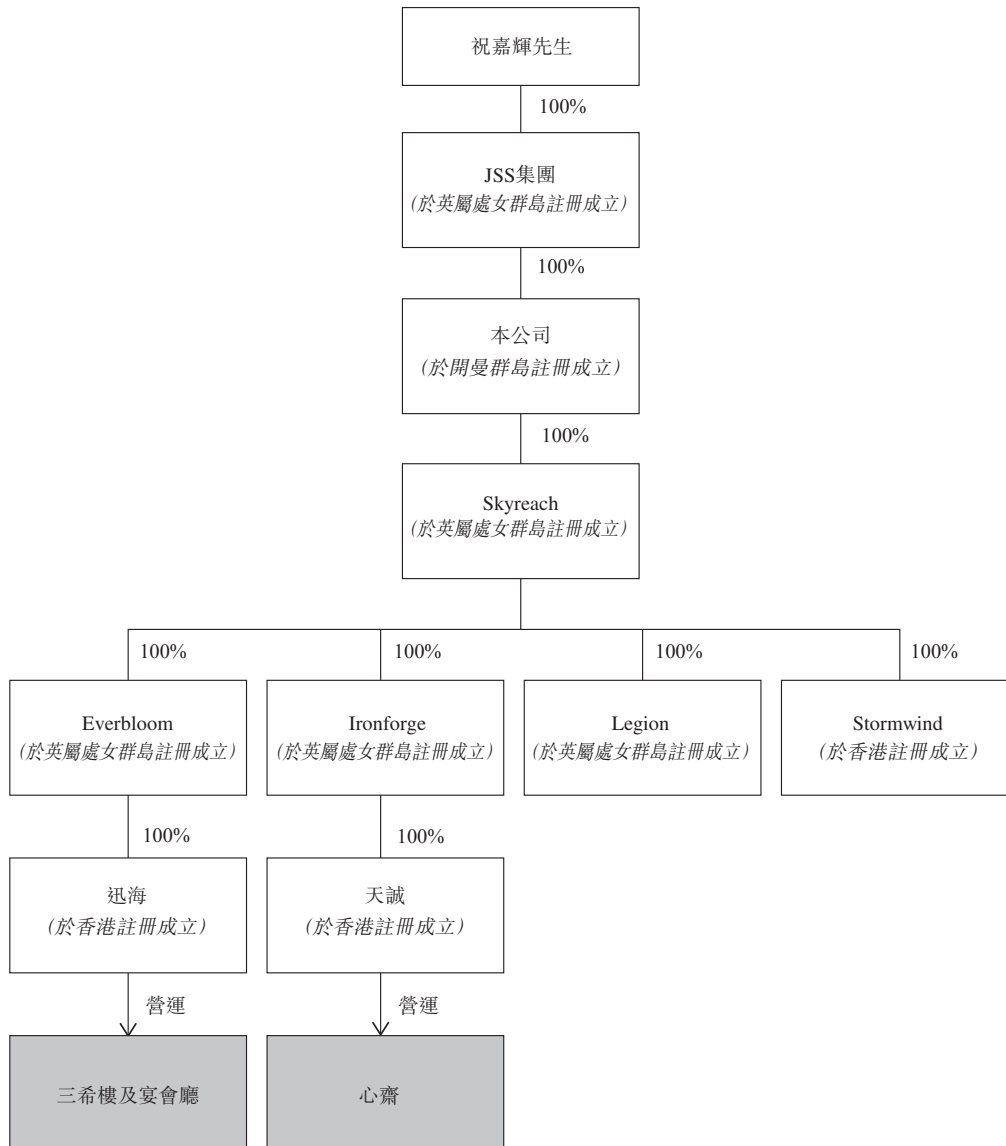 祝嘉輝先生
100%
JSS集團
(於英屬處女群島註冊成立)
100%
本公司
(於開曼群島註冊成立)
100%
Skyreach
(於英屬處女群島註冊成立)
100%
100%
100%
100%
Everbloom
(於英屬處女群島註冊成立)
Ironforge
(於英屬處女群島註冊成立)
Legion
(於英屬處女群島註冊成立)
Stormwind
(於香港註冊成立)
100%
100%
迅海
(於香港註冊成立)
天誠
(於香港註冊成立)
營運
營運
三希樓及宴會廳
心齋